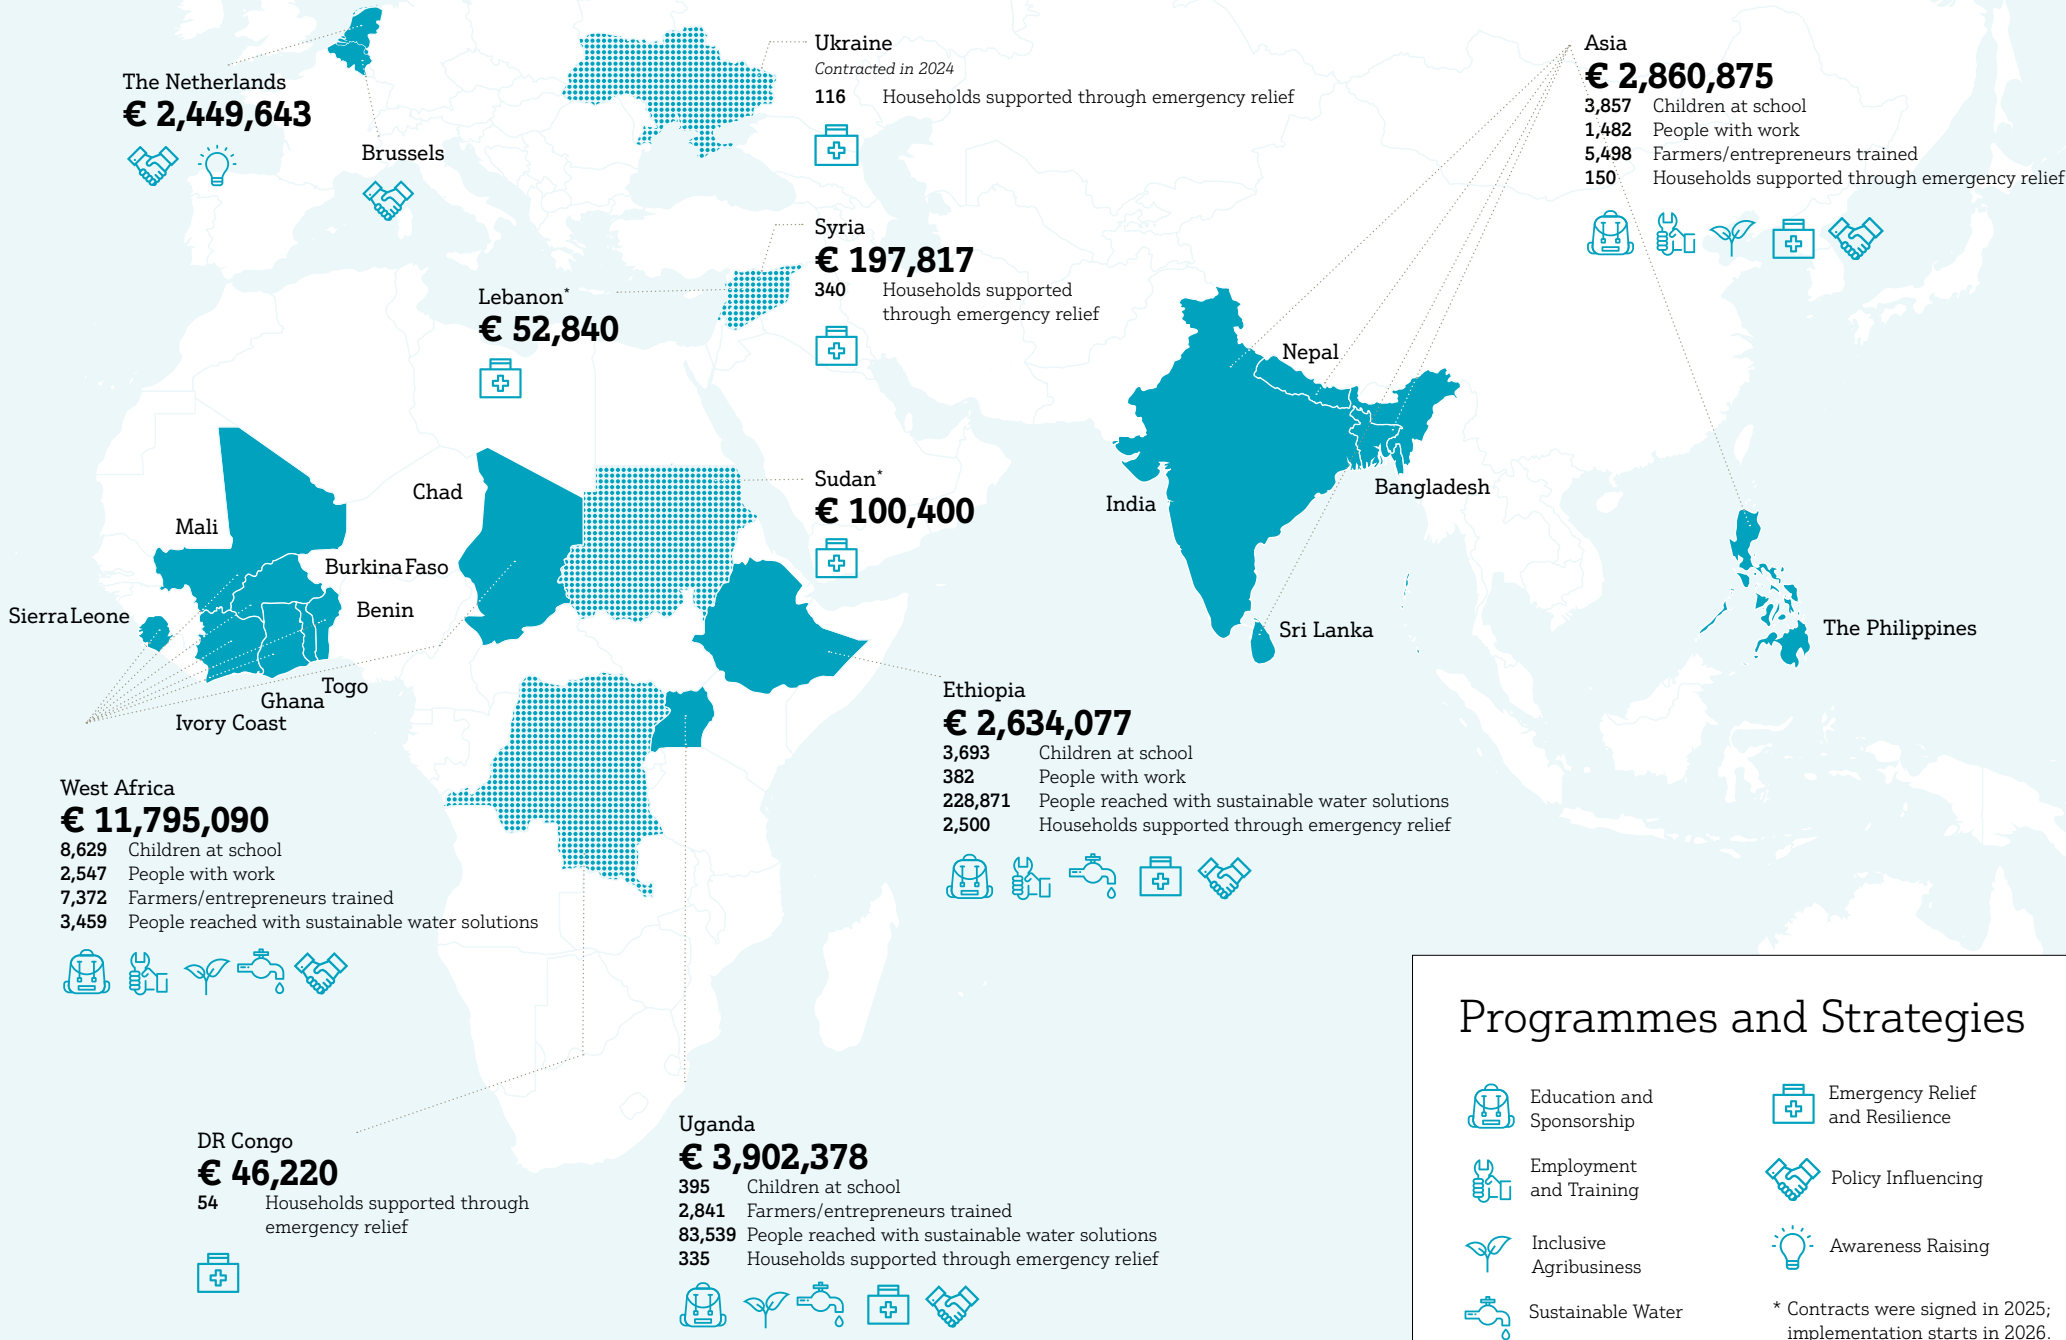 The Netherlands
€ 2,449,643
Brussels
Ukraine
Contracted in 2024
116 Households supported through emergency relief
Asia
€ 2,860,875
3,857 Children at school
1,482 People with work
5,498 Farmers/entrepreneurs trained
150 Households supported through emergency relief
Syria
€ 197,817
340 Households supported
through emergency relief
Lebanon*
€ 52,840
Nepal
India
Bangladesh
Sri Lanka
The Philippines
Sudan*
€ 100,400
Chad
Mali
Burkina Faso
Benin
Sierra Leone
Togo
Ghana
Ivory Coast
West Africa
€ 11,795,090
8,629 Children at school
2,547 People with work
7,372 Farmers/entrepreneurs trained
3,459 People reached with sustainable water solutions
Ethiopia
€ 2,634,077
3,693 Children at school
382 People with work
228,871 People reached with sustainable water solutions
2,500 Households supported through emergency relief
DR Congo
€ 46,220
54 Households supported through
emergency relief
Uganda
€ 3,902,378
395 Children at school
2,841 Farmers/entrepreneurs trained
83,539 People reached with sustainable water solutions
335 Households supported through emergency relief
Programmes and Strategies
Education and
Sponsorship
Employment
and Training
Inclusive
Agribusiness
Sustainable Water
Emergency Relief
and Resilience
Policy Influencing
Awareness Raising
* Contracts were signed in 2025;
implementation starts in 2026.